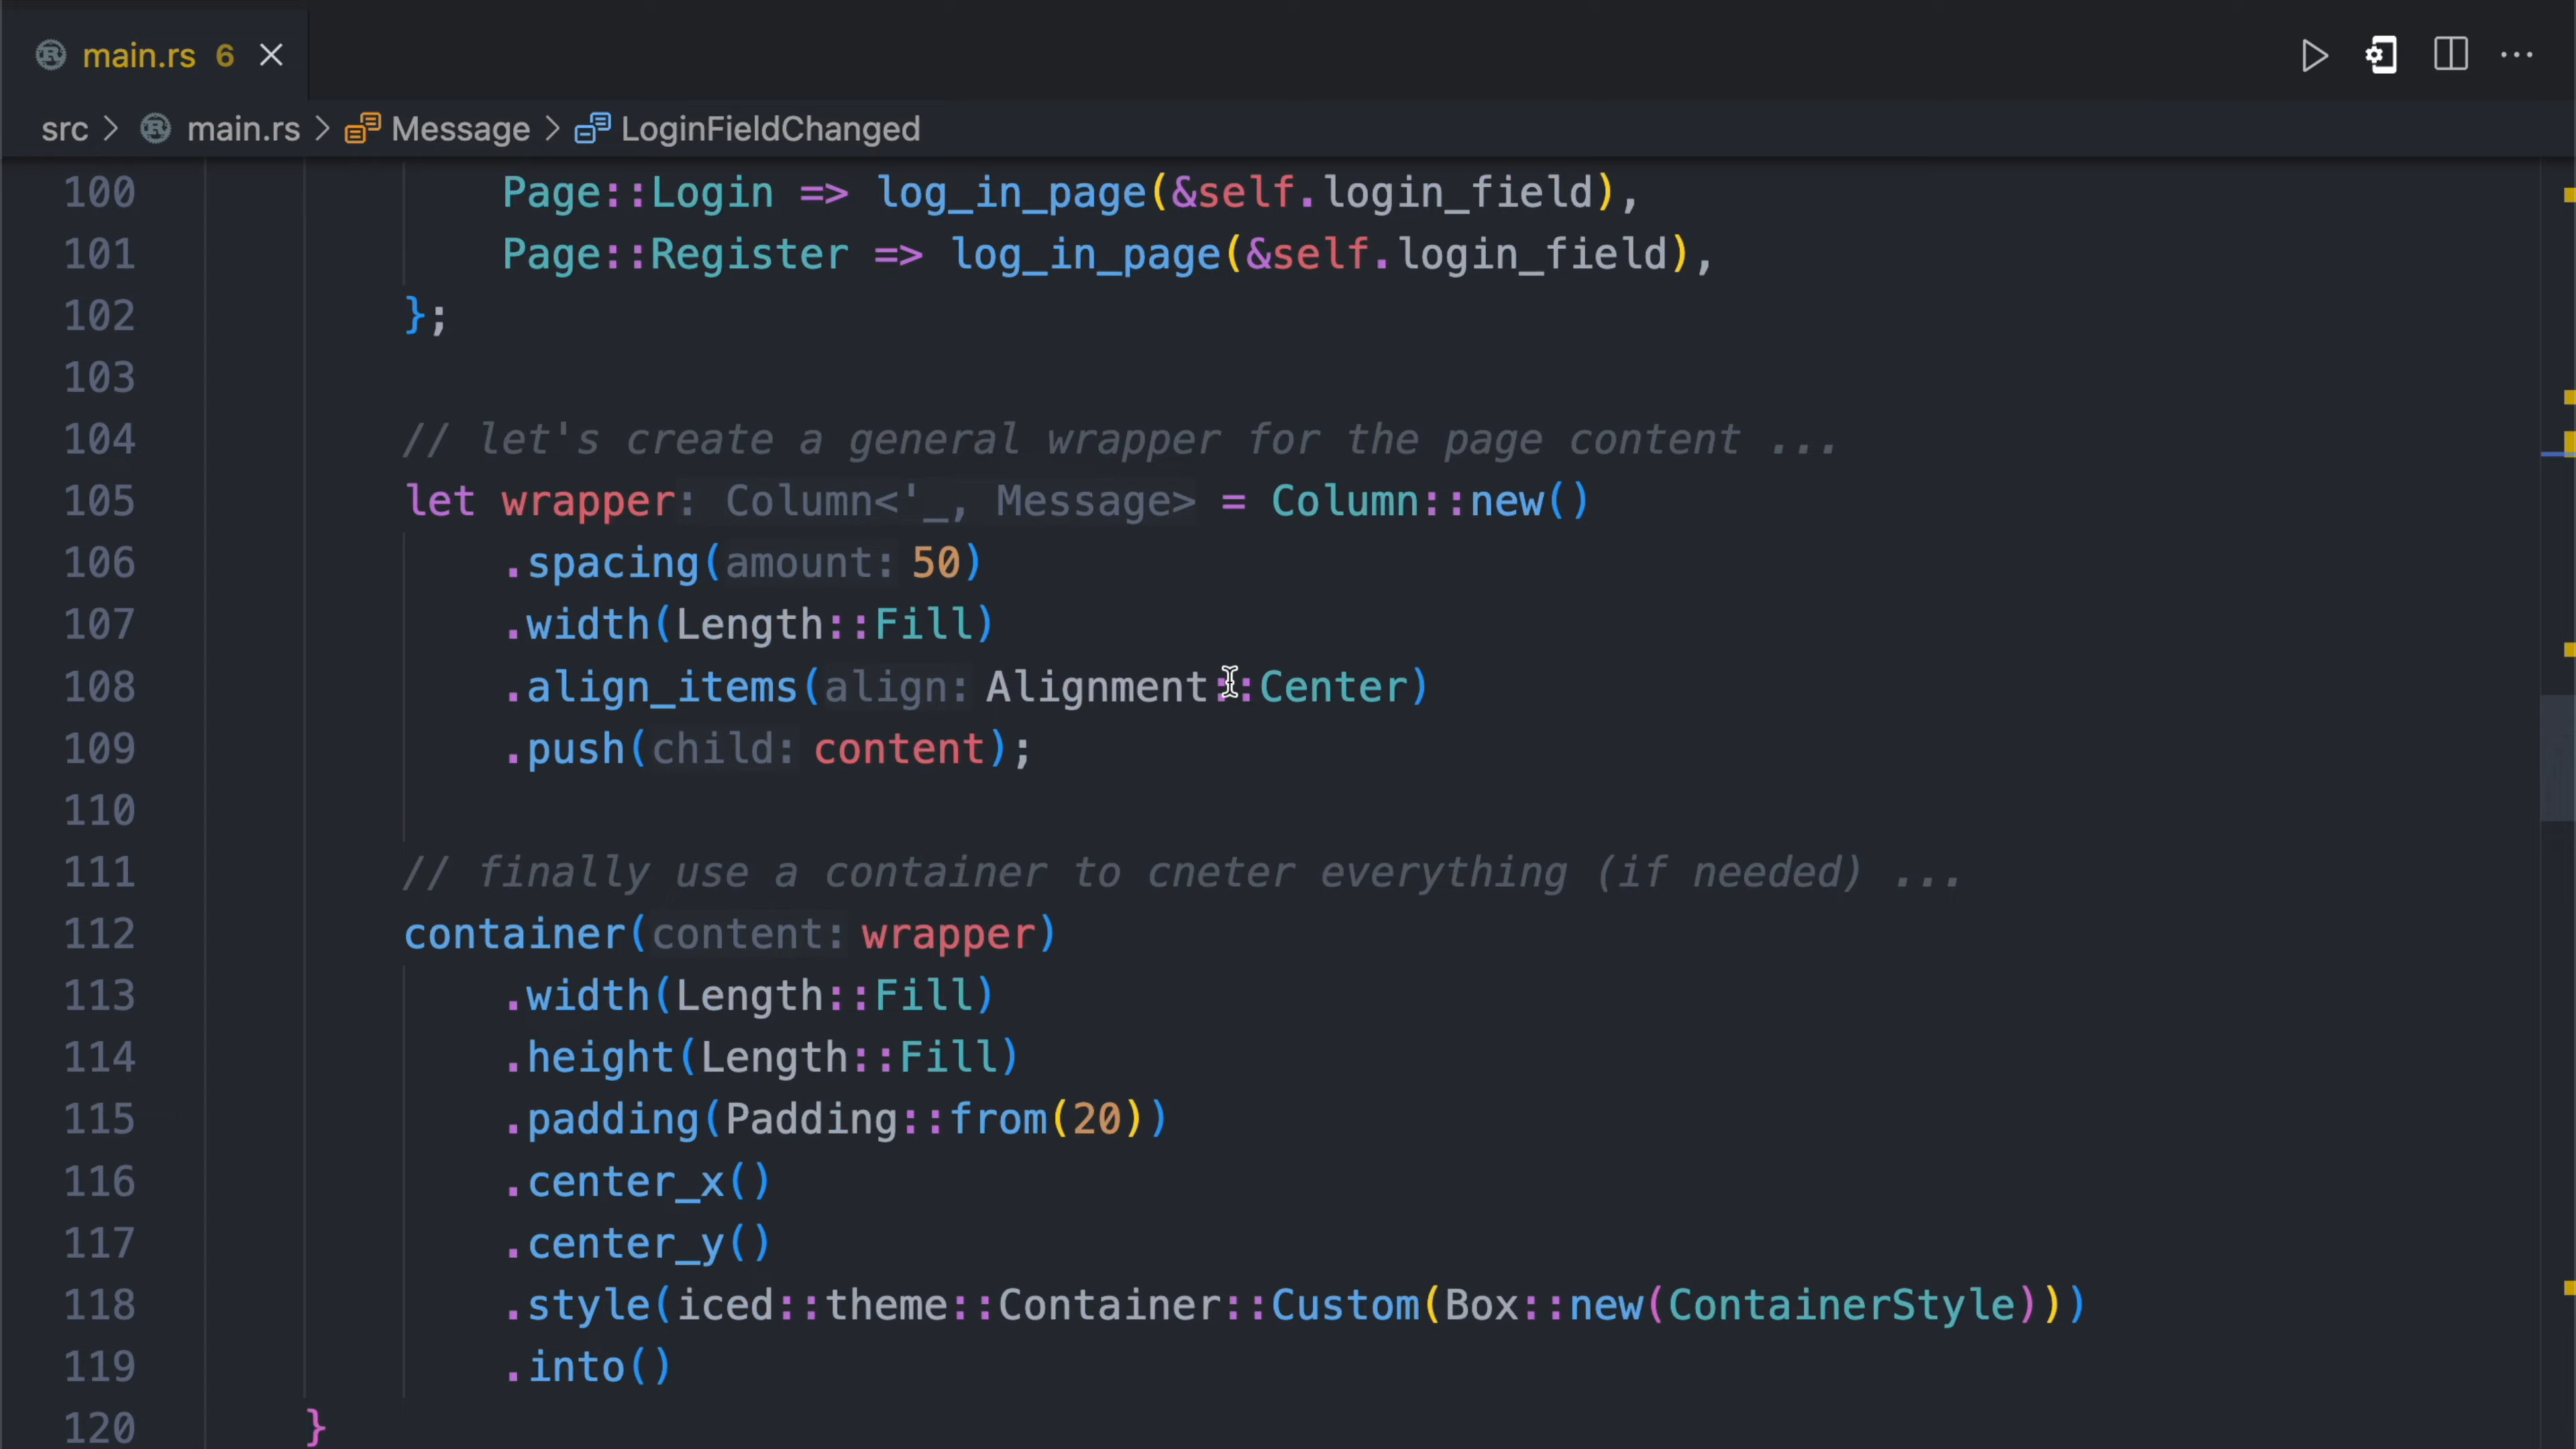 main.rs 6
src > main.rs > Message > LoginFieldChanged
100 Page::Login => log_in_page(&self.login_field),
101 Page::Register => log_in_page(&self.login_field),
102 };
103
104 // let's create a general wrapper for the page content ...
105 let wrapper: Column<'_, Message> = Column::new()
106 .spacing(amount: 50)
107 .width(Length::Fill)
108 .align_items(align: Alignment::Center)
109 .push(child: content);
110
111 // finally use a container to cneter everything (if needed) ...
112 container(content: wrapper)
113 .width(Length::Fill)
114 .height(Length::Fill)
115 .padding(Padding::from(20))
116 .center_x()
117 .center_y()
118 .style(iced::theme::Container::Custom(Box::new(ContainerStyle)))
119 .into()
120 }